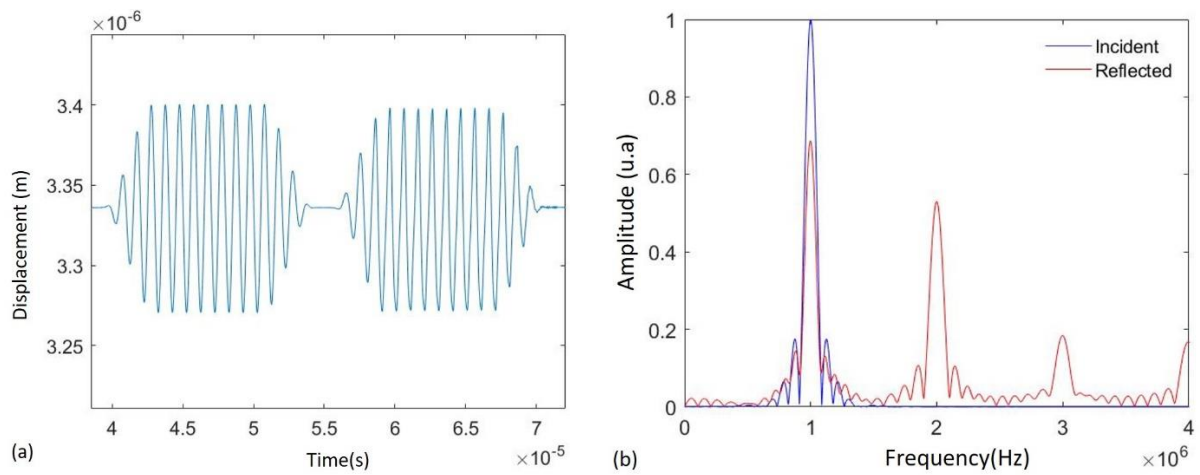 ×10⁻⁶
3.4
3.35
3.3
3.25
Displacement (m)
4 4.5 5 5.5 6 6.5 7
Time(s)
×10⁻⁵
(a)
1
0.8
0.6
0.4
0.2
0
Amplitude (u.a)
Incident
Reflected
0 1 2 3 4
Frequency(Hz)
×10⁶
(b)